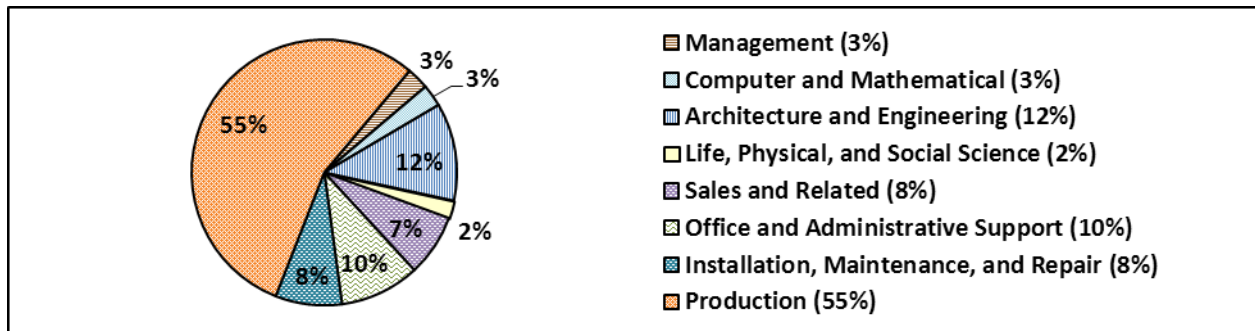 3%
3%
55%
12%
2%
7%
10%
8%
Management (3%)
Computer and Mathematical (3%)
Architecture and Engineering (12%)
Life, Physical, and Social Science (2%)
Sales and Related (8%)
Office and Administrative Support (10%)
Installation, Maintenance, and Repair (8%)
Production (55%)